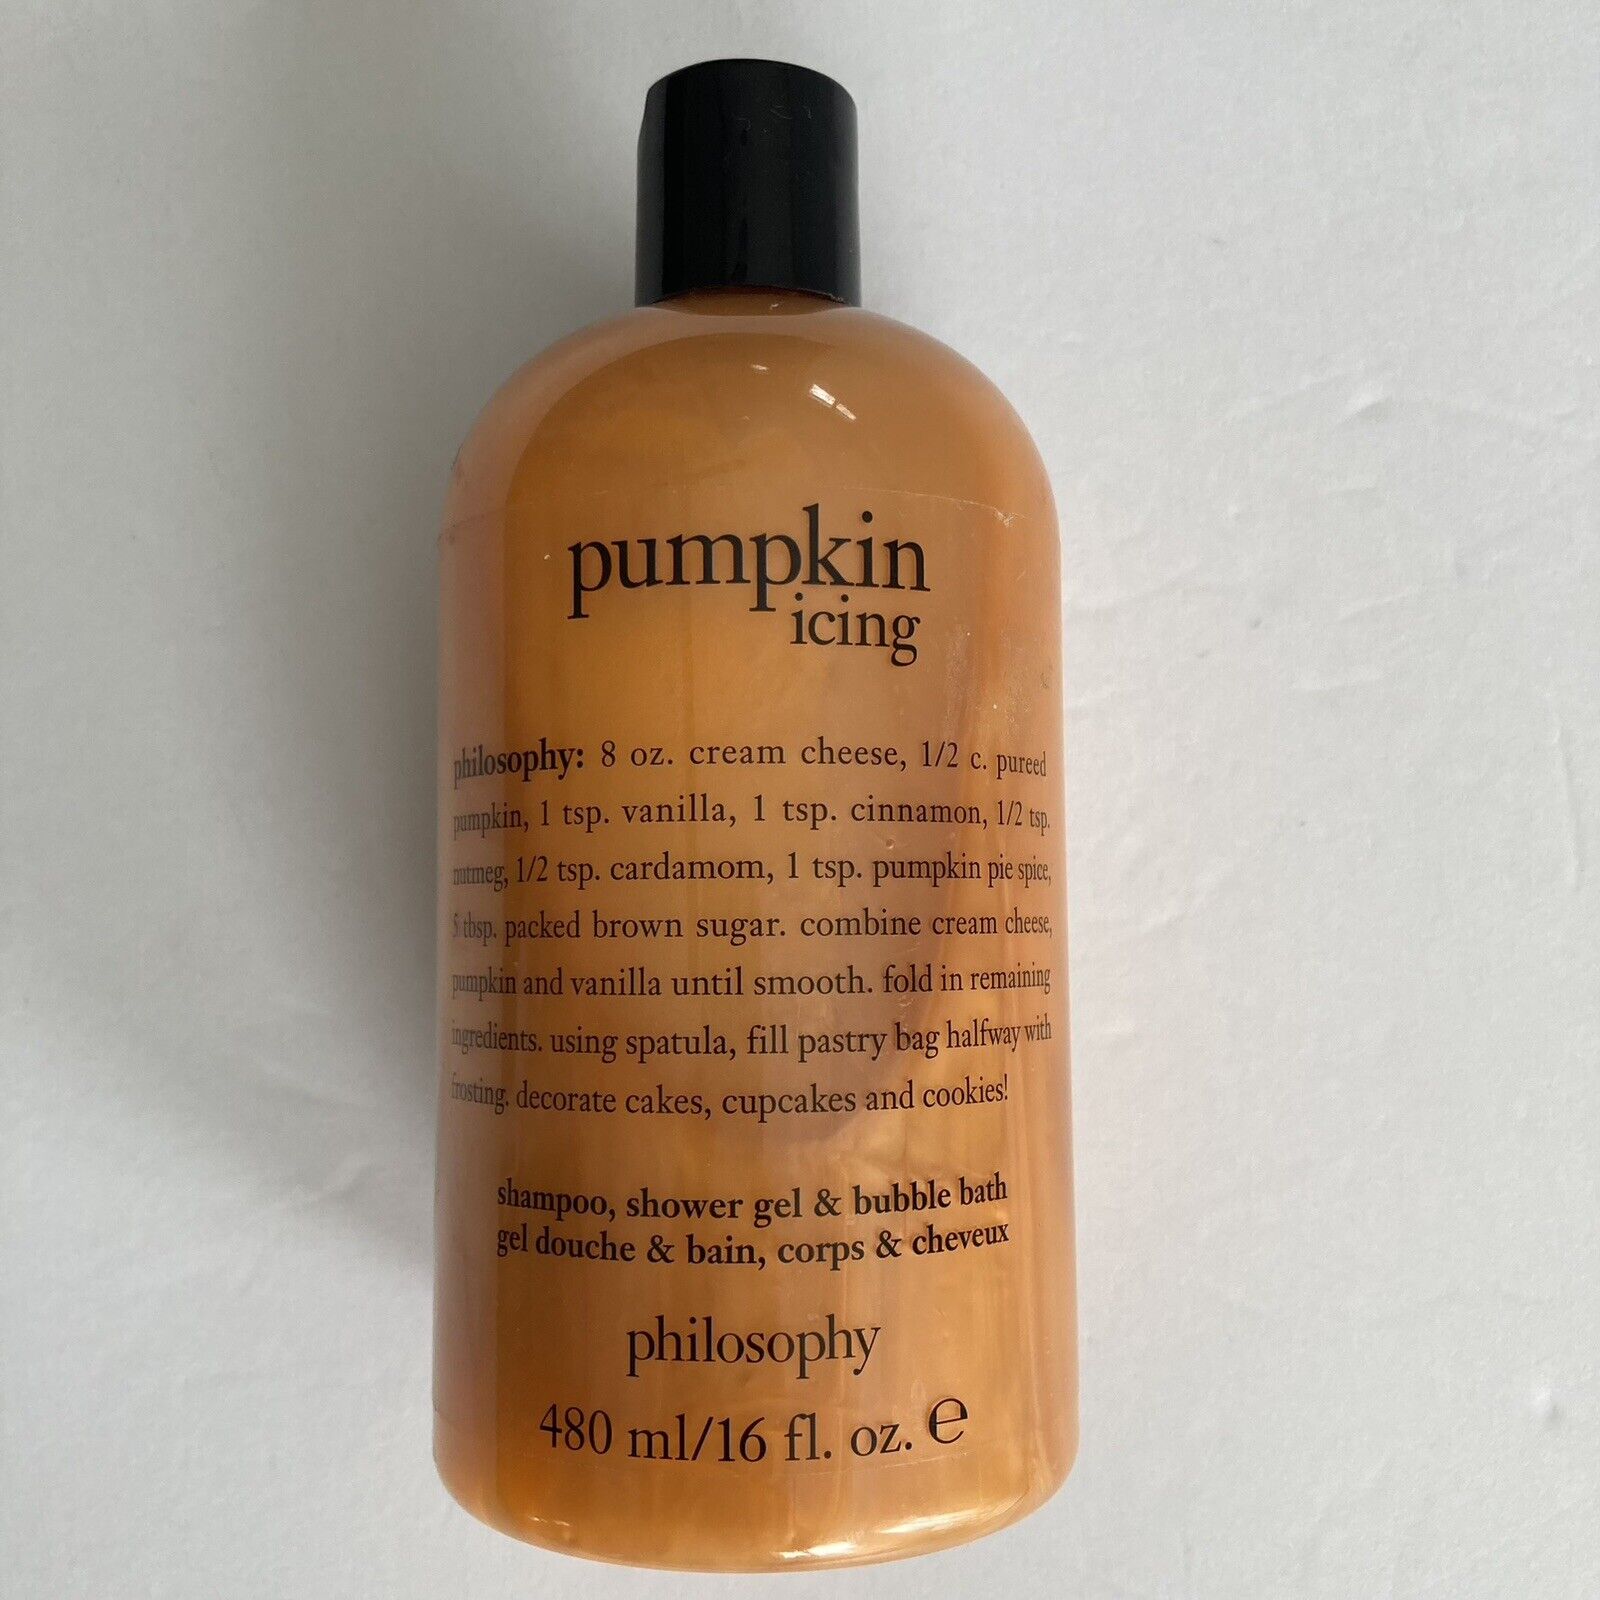 pumpkin
icing
philosophy: 8 oz. cream cheese, 1/2 c. pureed
pumpkin, 1 tsp. vanilla, 1 tsp. cinnamon, 1/2 tsp.
nutmeg, 1/2 tsp. cardamom, 1 tsp. pumpkin pie spice,
5 tbsp. packed brown sugar. combine cream cheese,
pumpkin and vanilla until smooth. fold in remaining
ingredients. using spatula, fill pastry bag halfway with
frosting. decorate cakes, cupcakes and cookies!
shampoo, shower gel & bubble bath
gel douche & bain, corps & cheveux
philosophy
480 ml/16 fl. oz. e